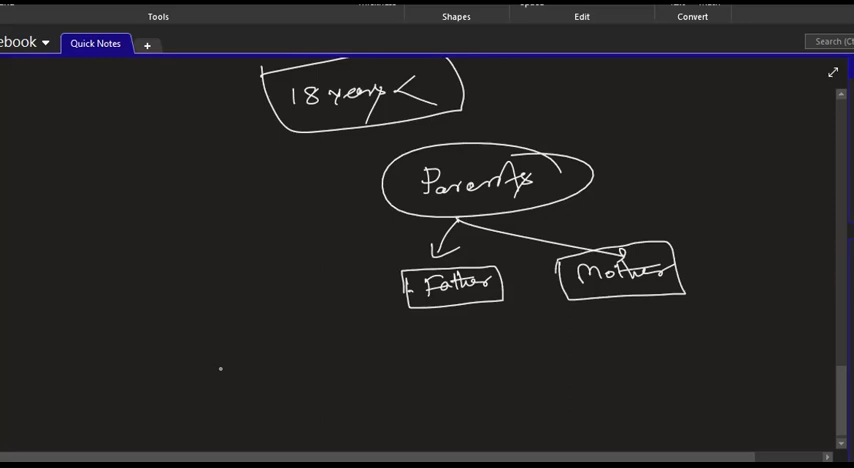 Tools
Shapes
Edit
Convert
ebook
Quick Notes
+
Search (C
18 years <
Parents
Father
Mother